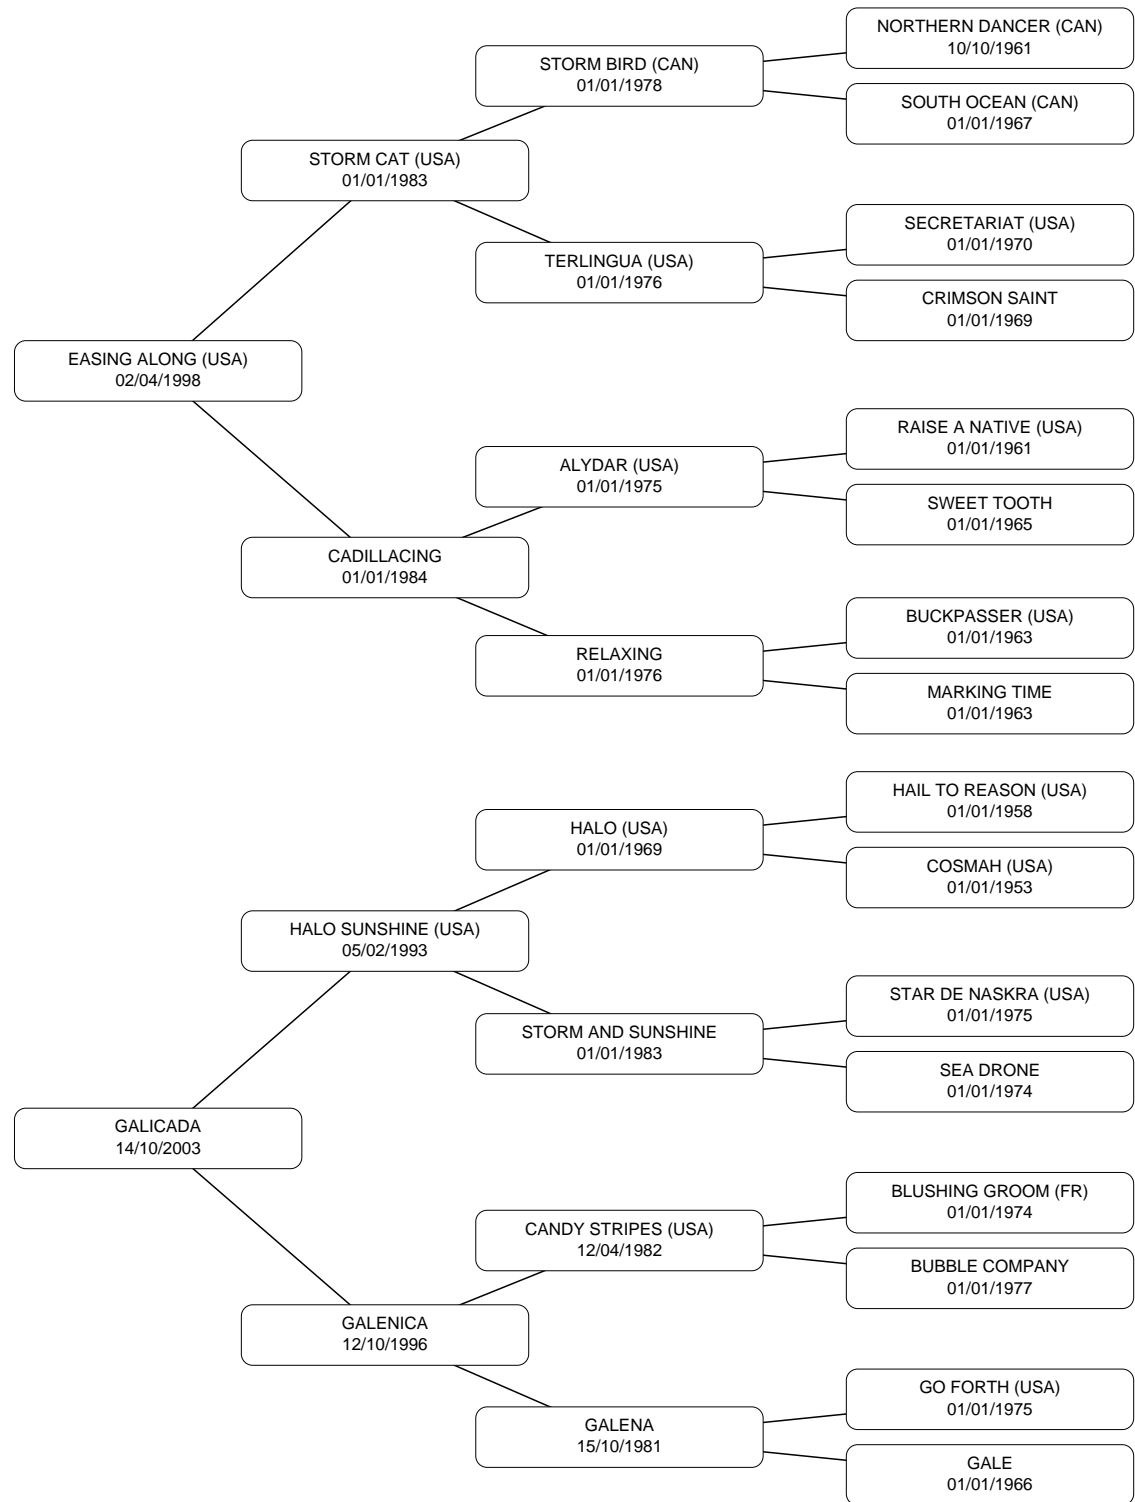 NORTHERN DANCER (CAN)
10/10/1961
STORM BIRD (CAN)
01/01/1978
SOUTH OCEAN (CAN)
01/01/1967
STORM CAT (USA)
01/01/1983
SECRETARIAT (USA)
01/01/1970
TERLINGUA (USA)
01/01/1976
CRIMSON SAINT
01/01/1969
EASING ALONG (USA)
02/04/1998
RAISE A NATIVE (USA)
01/01/1961
ALYDAR (USA)
01/01/1975
SWEET TOOTH
01/01/1965
CADILLACING
01/01/1984
BUCKPASSER (USA)
01/01/1963
RELAXING
01/01/1976
MARKING TIME
01/01/1963
HAIL TO REASON (USA)
01/01/1958
HALO (USA)
01/01/1969
COSMAH (USA)
01/01/1953
HALO SUNSHINE (USA)
05/02/1993
STAR DE NASKRA (USA)
01/01/1975
STORM AND SUNSHINE
01/01/1983
SEA DRONE
01/01/1974
GALICADA
14/10/2003
BLUSHING GROOM (FR)
01/01/1974
CANDY STRIPES (USA)
12/04/1982
BUBBLE COMPANY
01/01/1977
GALENICA
12/10/1996
GO FORTH (USA)
01/01/1975
GALENA
15/10/1981
GALE
01/01/1966